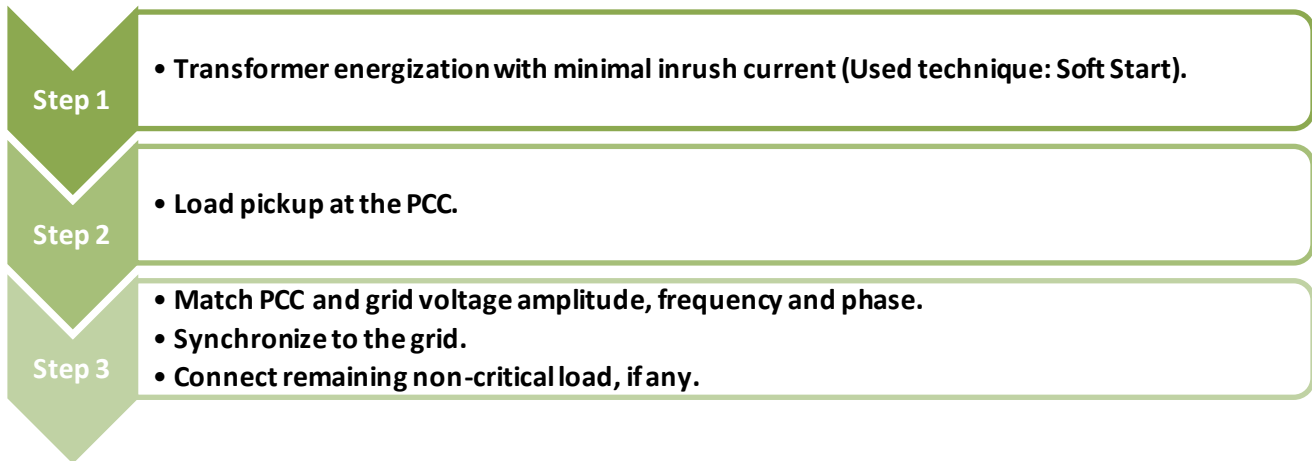 Step 1
• Transformer energization with minimal inrush current (Used technique: Soft Start).
Step 2
• Load pickup at the PCC.
Step 3
• Match PCC and grid voltage amplitude, frequency and phase.
• Synchronize to the grid.
• Connect remaining non-critical load, if any.